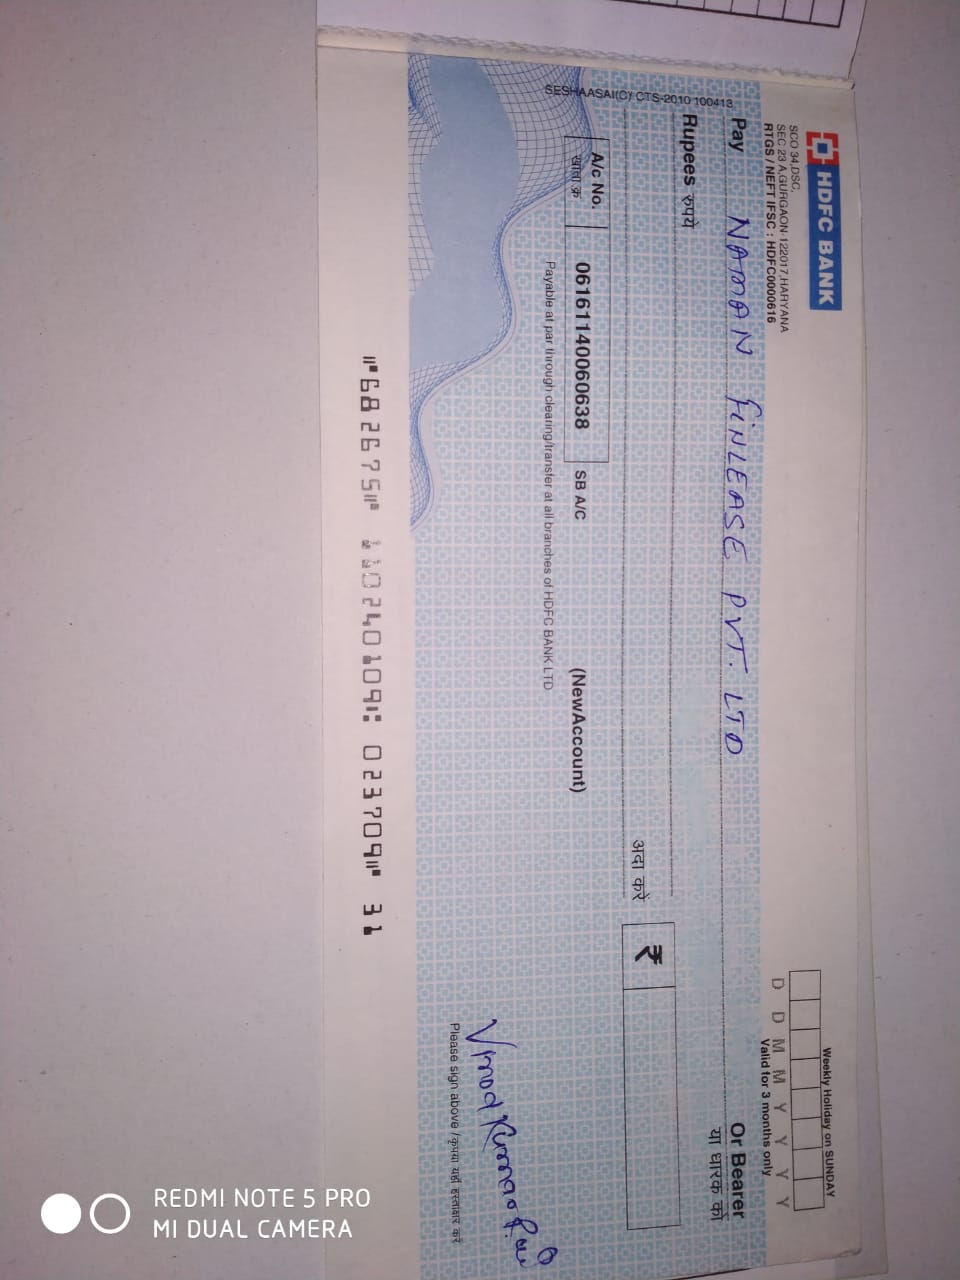 HDFC BANK
SCO 34,DSC,
SEC 23 A,GURGAON-122017,HARYANA
RTGS / NEFT IFSC : HDFC0000616
Weekly Holiday on SUNDAY
D D M M Y Y Y Y
Valid for 3 months only
Pay NAMAN FINLEASE PVT. LTD Or Bearer
या धारक को
Rupees रुपये
अदा करें ₹
A/c No. 06161140060638 SB A/C (NewAccount)
खाता क्र.
Payable at par through clearing/transfer at all branches of HDFC BANK LTD
SESHAASAI(C) CTS-2010 100413
Vinod Kumar
Please sign above / कृपया यहाँ हस्ताक्षर करें
⑈682675⑈ 110240109⑆ 023709⑈ 31
REDMI NOTE 5 PRO
MI DUAL CAMERA